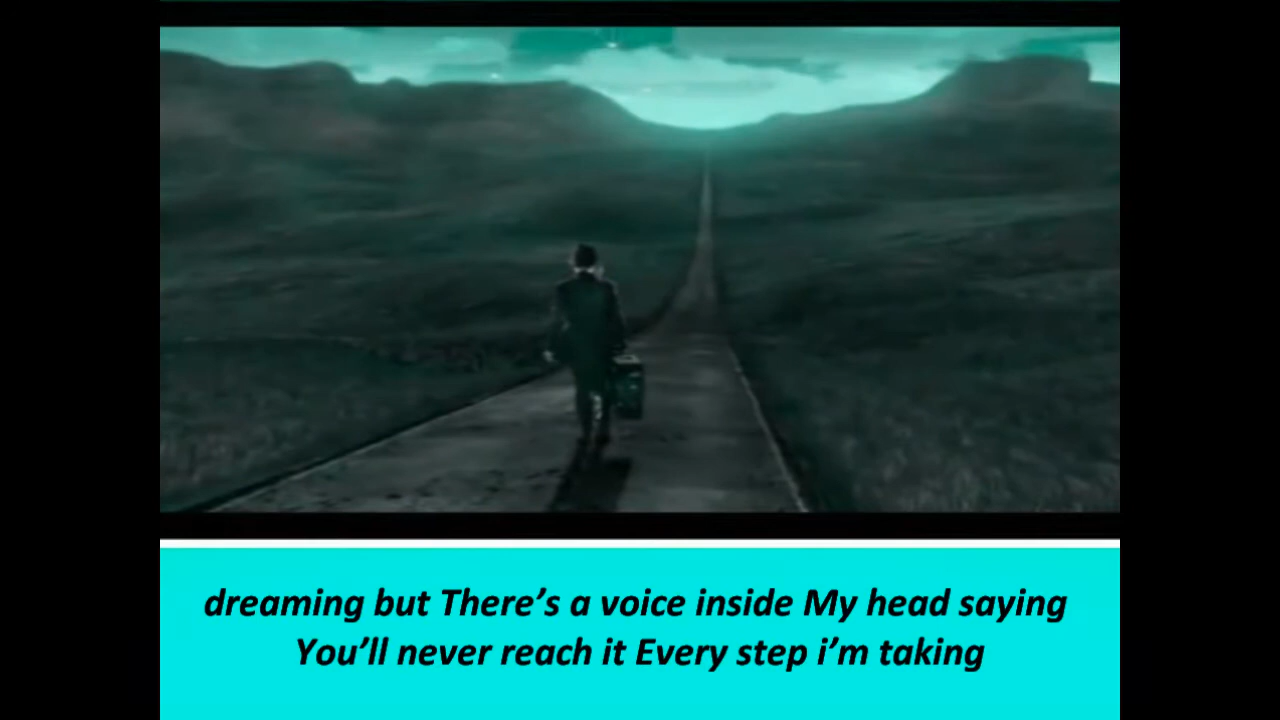 dreaming but There’s a voice inside My head saying
You’ll never reach it Every step i’m taking